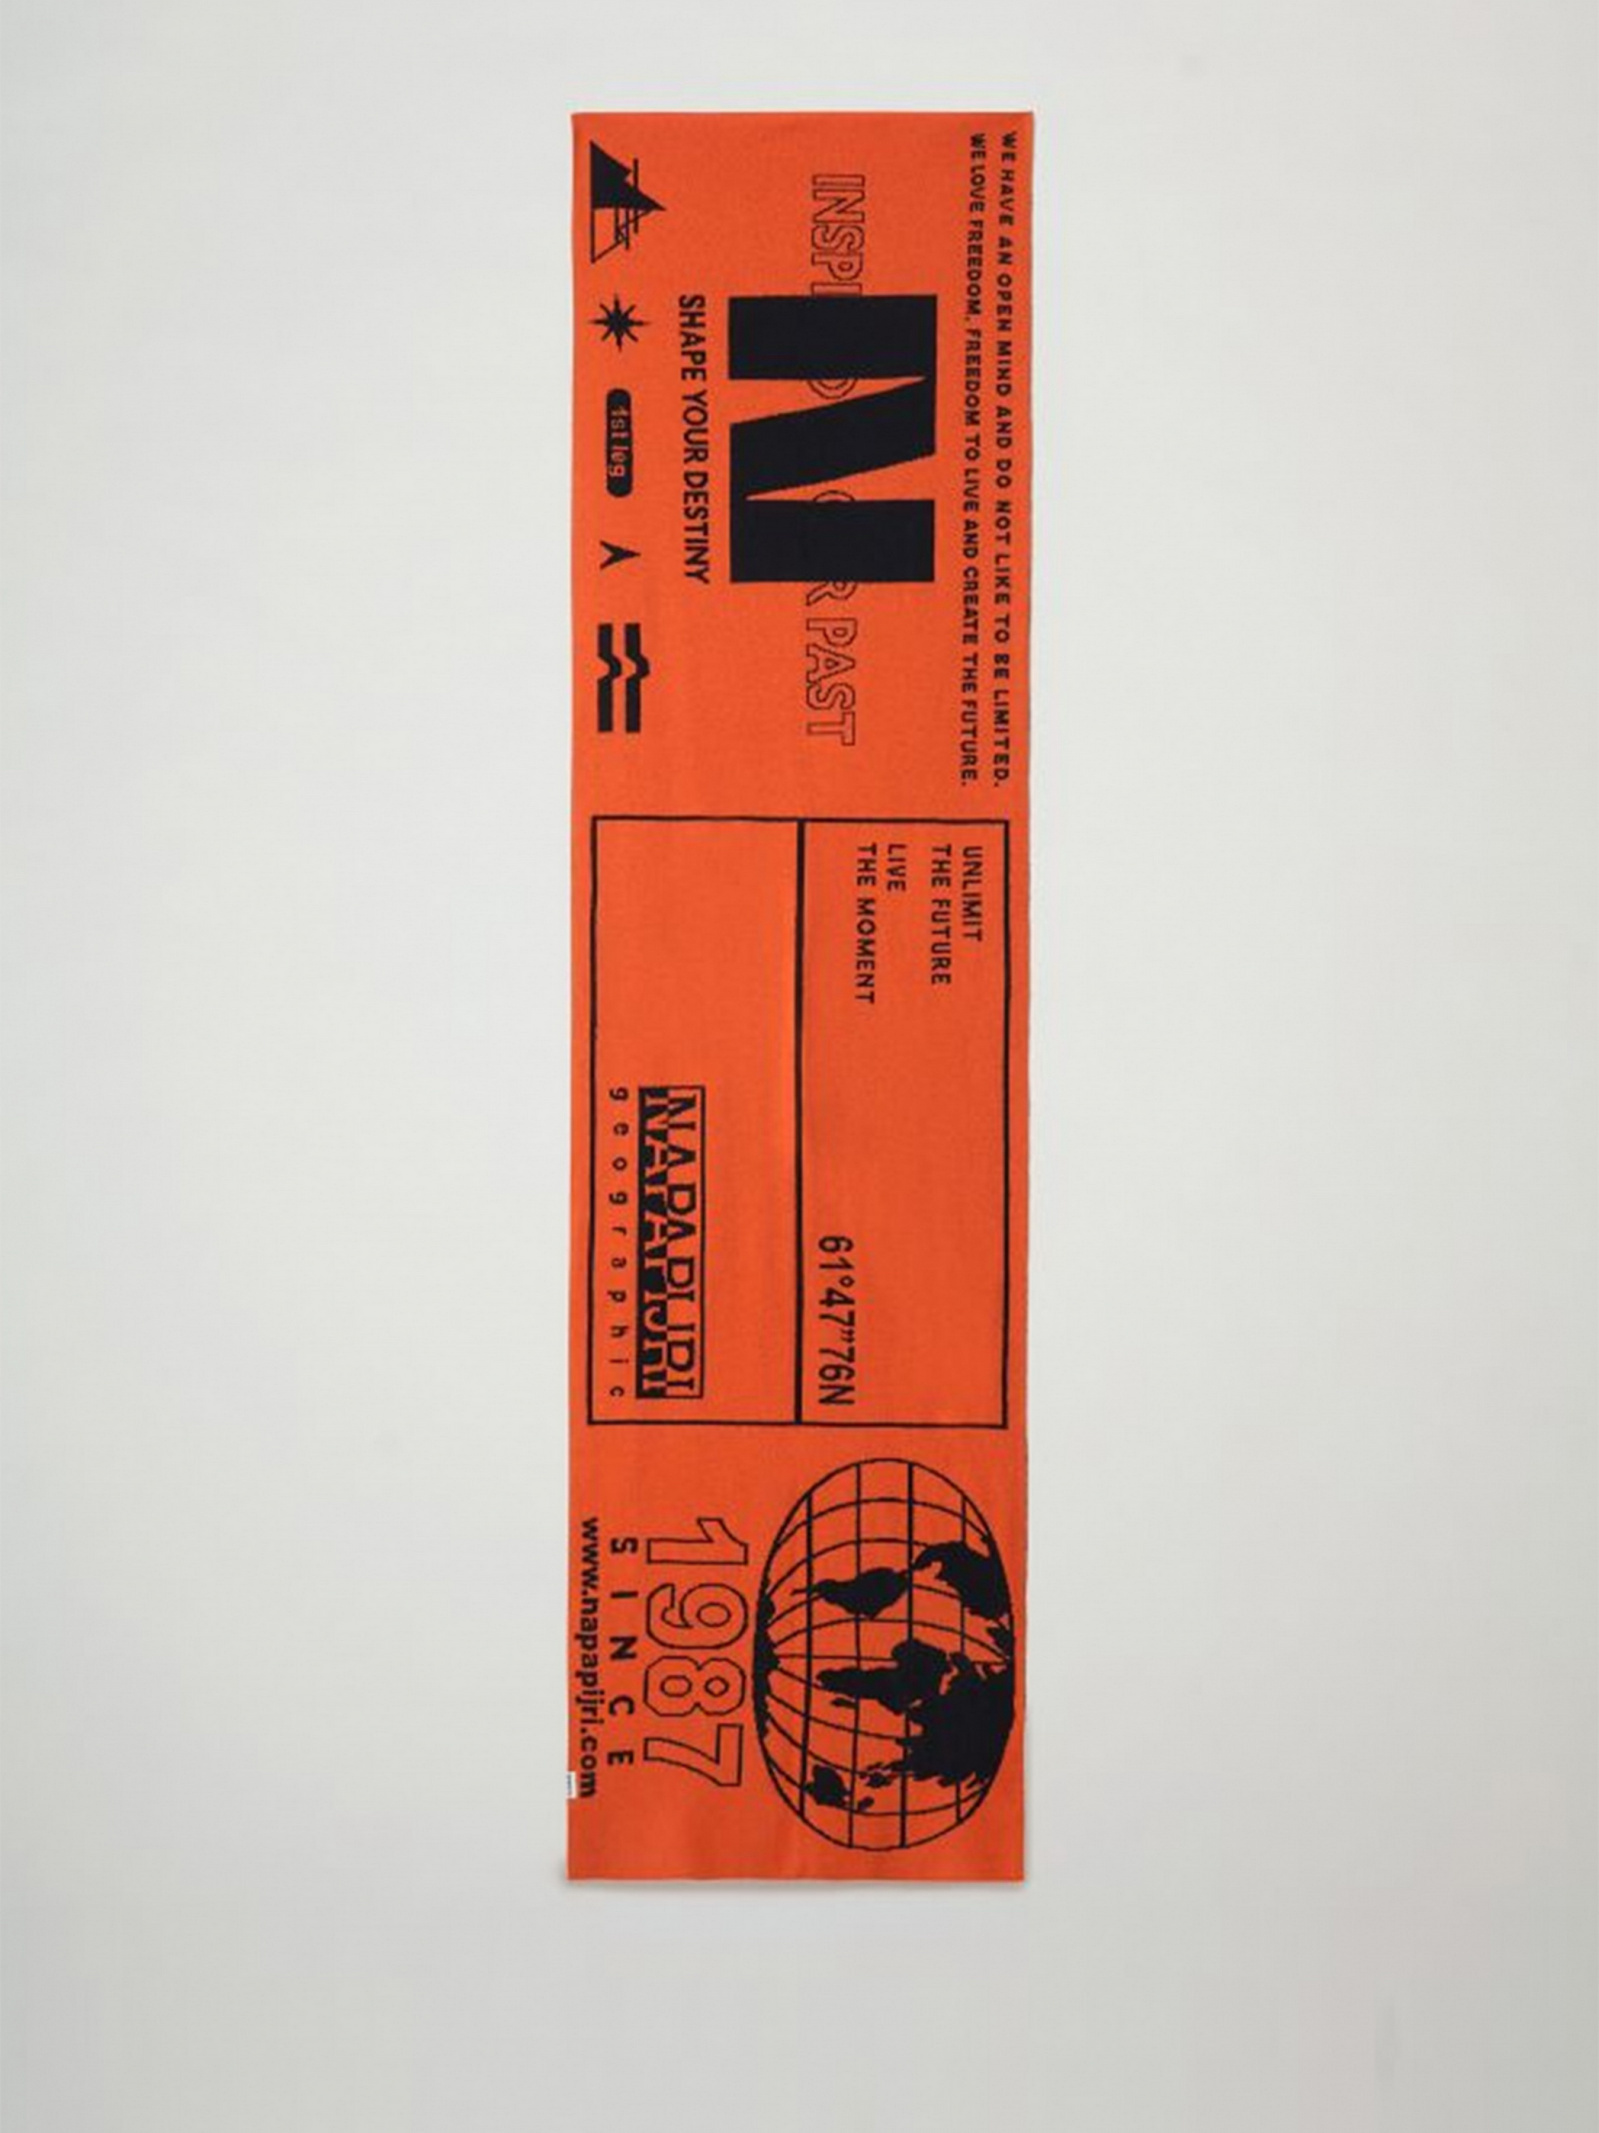 WE HAVE AN OPEN MIND AND DO NOT LIKE TO BE LIMITED.
WE LOVE FREEDOM. FREEDOM TO LIVE AND CREATE THE FUTURE.
PAST
SHAPE YOUR DESTINY
1st leg
UNLIMIT
THE FUTURE
LIVE
THE MOMENT
61°47"76N
NAPAPIJRI
geographic
1987
SINCE
www.napapijri.com